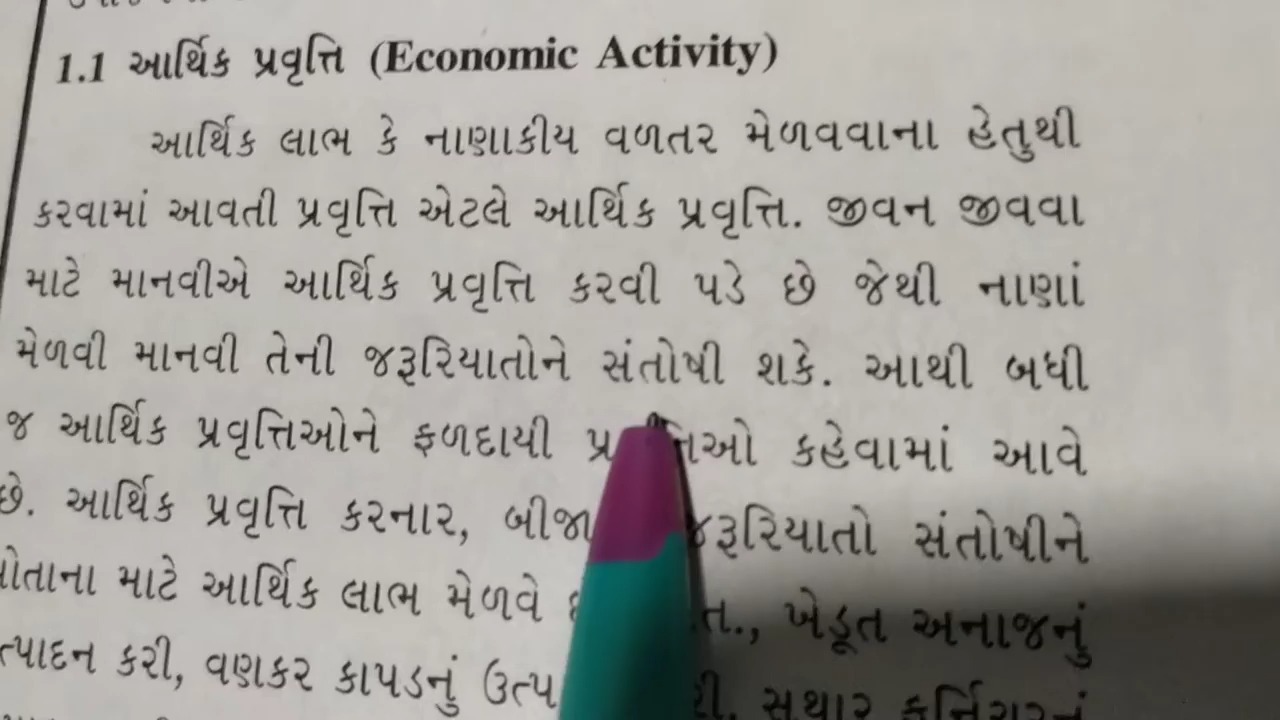 1.1 આર્થિક પ્રવૃત્તિ (Economic Activity)
આર્થિક લાભ કે નાણાકીય વળતર મેળવવાના હેતુથી
કરવામાં આવતી પ્રવૃત્તિ એટલે આર્થિક પ્રવૃત્તિ. જીવન જીવવા
માટે માનવીએ આર્થિક પ્રવૃત્તિ કરવી પડે છે જેથી નાણાં
મેળવી માનવી તેની જરૂરિયાતોને સંતોષી શકે. આથી બધી
જ આર્થિક પ્રવૃત્તિઓને ફળદાયી કહેવામાં આવે
છે. આર્થિક પ્રવૃત્તિ કરનાર, જરૂરિયાતો સંતોષીને
માટે આર્થિક લાભ મેળવે ખેડૂત અનાજનું
કરી, વણકર કાપડનું સુથાર